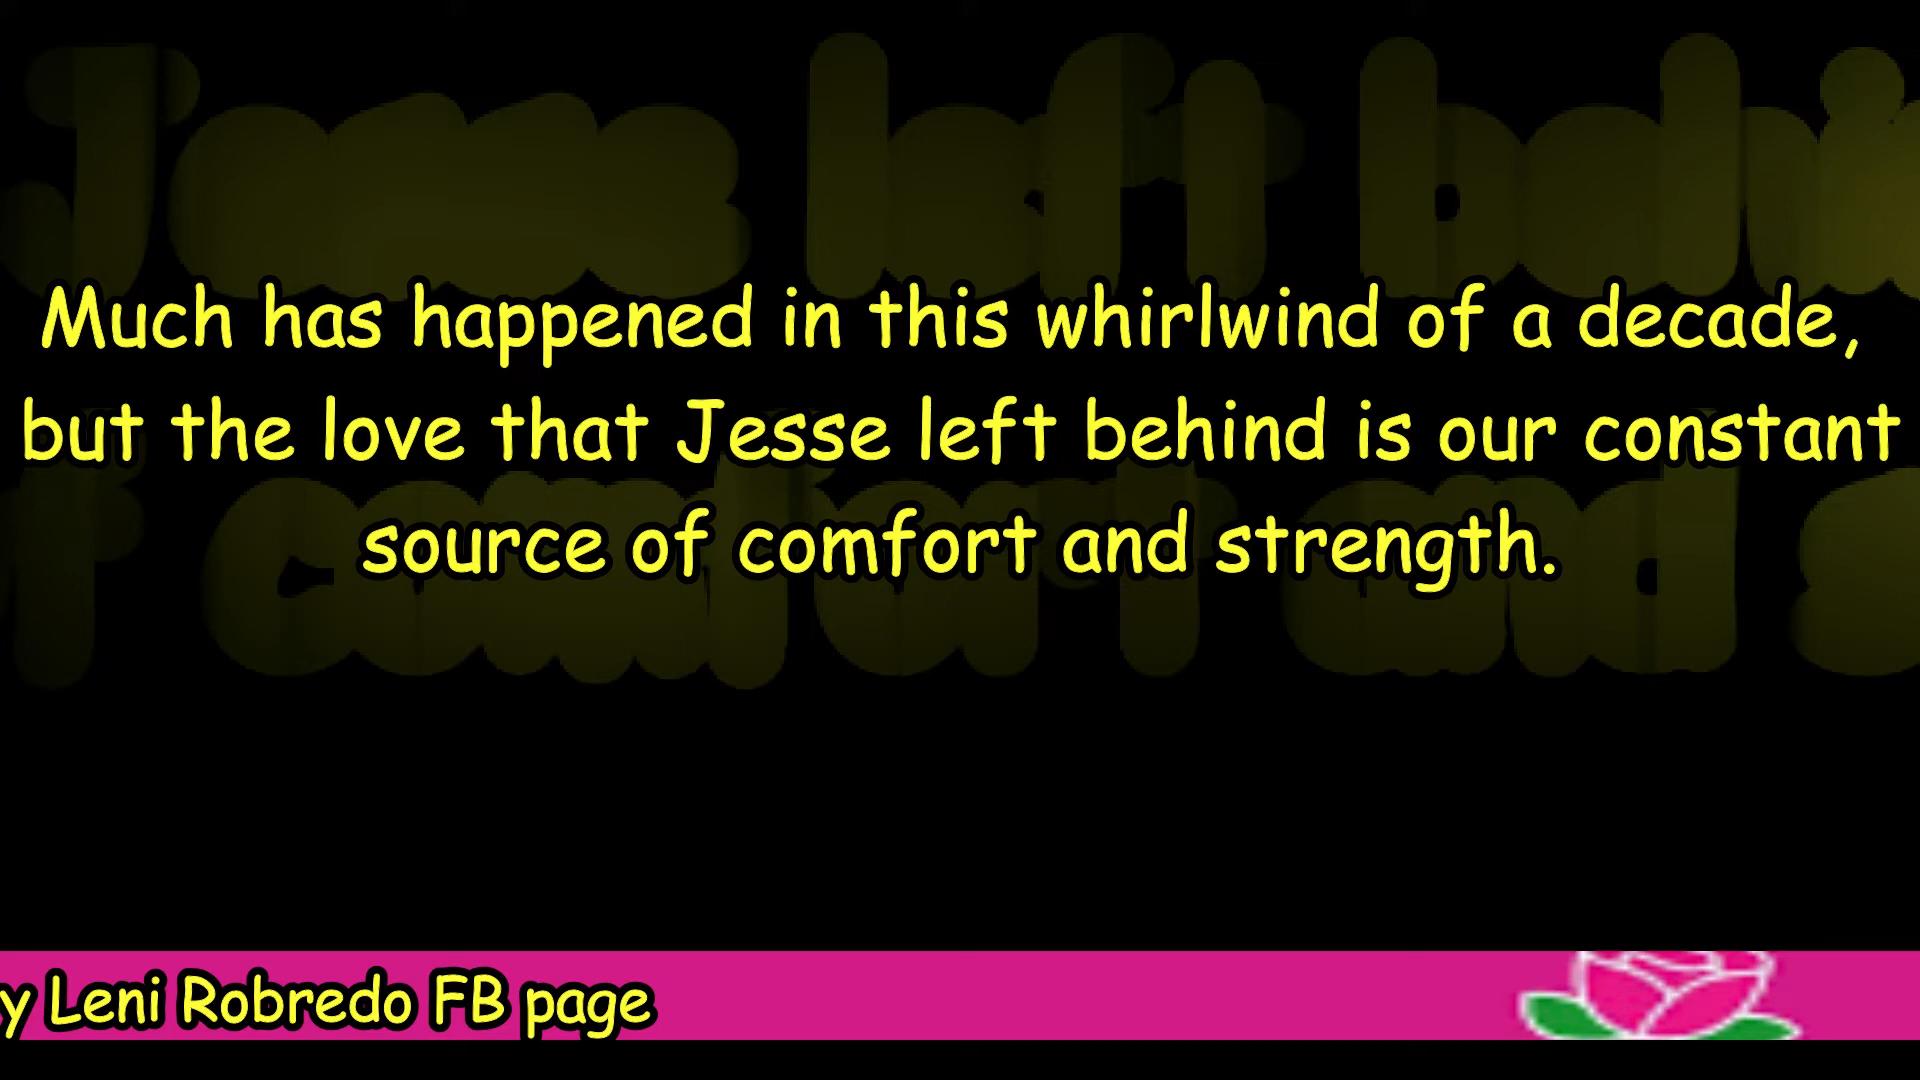 Much has happened in this whirlwind of a decade,
but the love that Jesse left behind is our constant
source of comfort and strength.
y Leni Robredo FB page